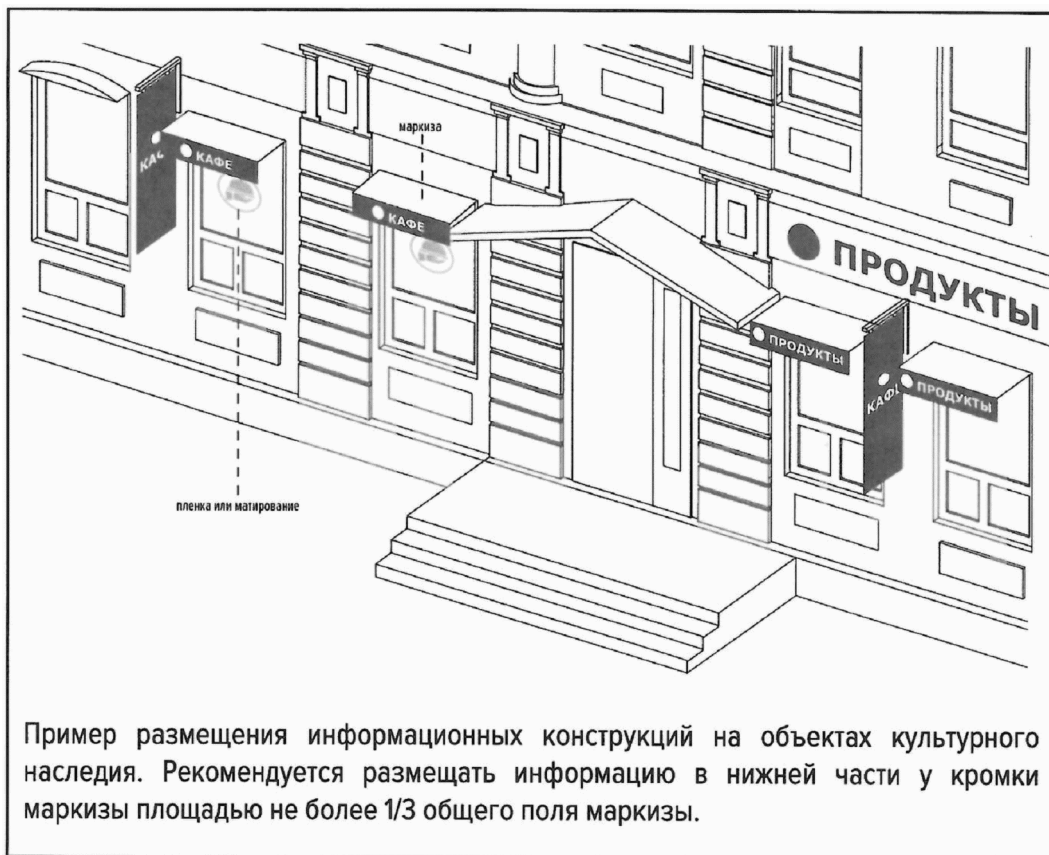 маркиза
КАФЕ
КАФЕ
КАФЕ
ПРОДУКТЫ
ПРОДУКТЫ
ПРОДУКТЫ
пленка или матирование
Пример размещения информационных конструкций на объектах культурного
наследия. Рекомендуется размещать информацию в нижней части у кромки
маркизы площадью не более 1/3 общего поля маркизы.